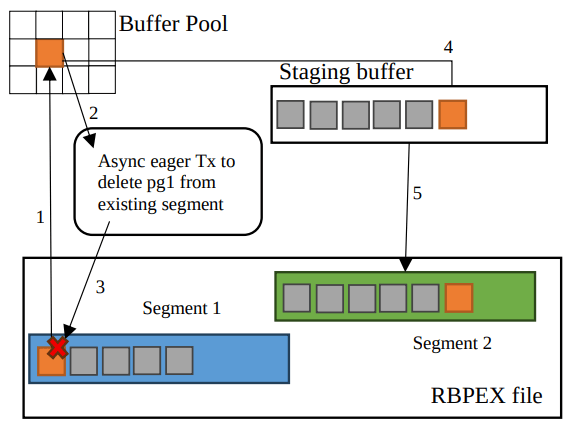 Buffer Pool
4
Staging buffer
2
Async eager Tx to
delete pg1 from
existing segment
5
1
3
Segment 1
Segment 2
RBPEX file